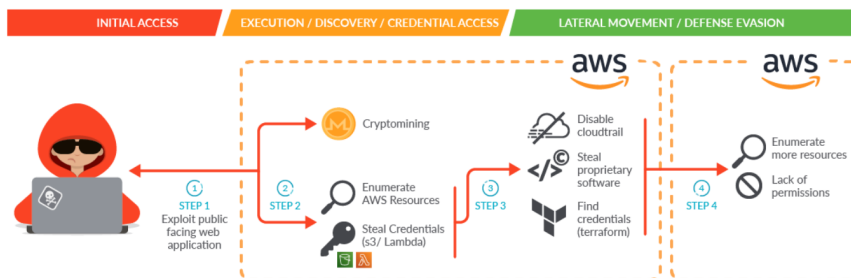 INITIAL ACCESS
EXECUTION / DISCOVERY / CREDENTIAL ACCESS
LATERAL MOVEMENT / DEFENSE EVASION
aws
aws
1
STEP 1
Exploit public
facing web
application
2
STEP 2
Cryptomining
Enumerate
AWS Resources
Steal Credentials
(s3/ Lambda)
3
STEP 3
Disable
cloudtrail
Steal
proprietary
software
Find
credentials
(terraform)
4
STEP 4
Enumerate
more resources
Lack of
permissions